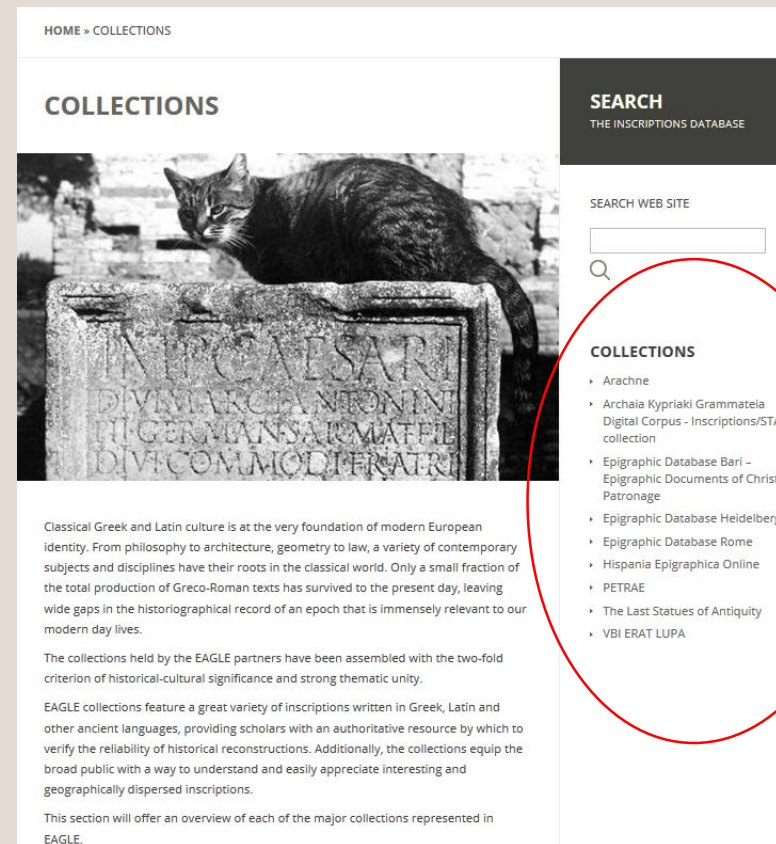 HOME » COLLECTIONS
COLLECTIONS
IMP CAESARI
DIVI MARCI ANTONINI
PII GERMAN SARM FIL
DIVI COMMODI FRATRI
Classical Greek and Latin culture is at the very foundation of modern European
identity. From philosophy to architecture, geometry to law, a variety of contemporary
subjects and disciplines have their roots in the classical world. Only a small fraction of
the total production of Greco-Roman texts has survived to the present day, leaving
wide gaps in the historiographical record of an epoch that is immensely relevant to our
modern day lives.
The collections held by the EAGLE partners have been assembled with the two-fold
criterion of historical-cultural significance and strong thematic unity.
EAGLE collections feature a great variety of inscriptions written in Greek, Latin and
other ancient languages, providing scholars with an authoritative resource by which to
verify the reliability of historical reconstructions. Additionally, the collections equip the
broad public with a way to understand and easily appreciate interesting and
geographically dispersed inscriptions.
This section will offer an overview of each of the major collections represented in
EAGLE.
SEARCH
THE INSCRIPTIONS DATABASE
SEARCH WEB SITE
COLLECTIONS
Arachne
Archaia Kypriaki Grammateia
Digital Corpus - Inscriptions/STA
collection
Epigraphic Database Bari –
Epigraphic Documents of Christ
Patronage
Epigraphic Database Heidelberg
Epigraphic Database Rome
Hispania Epigraphica Online
PETRAE
The Last Statues of Antiquity
VBI ERAT LUPA